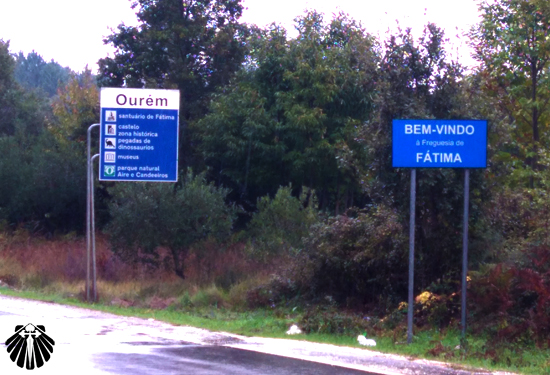 Ourém
santuário de Fátima
castelo
zona histórica
pegadas de
dinossaurios
museus
parque natural
Aire e Candeeiros
BEM-VINDO
à Freguesia de
FÁTIMA